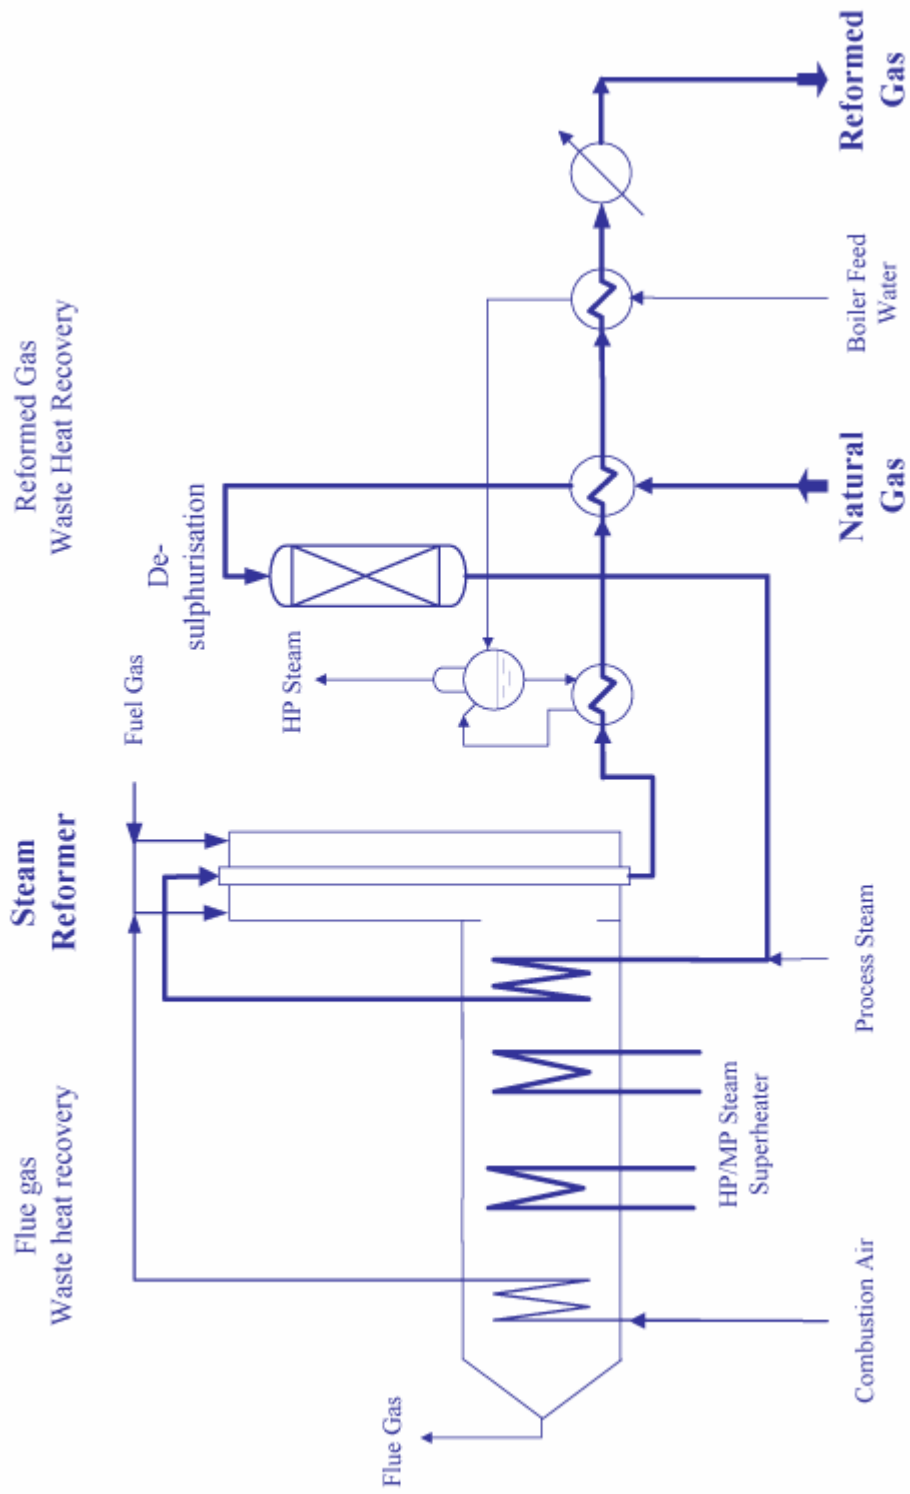 Flue gas
Waste heat recovery
Steam
Reformer
Reformed Gas
Waste Heat Recovery
Fuel Gas
De-
sulphurisation
HP Steam
Flue Gas
HP/MP Steam
Superheater
Combustion Air
Process Steam
Natural
Gas
Boiler Feed
Water
Reformed
Gas